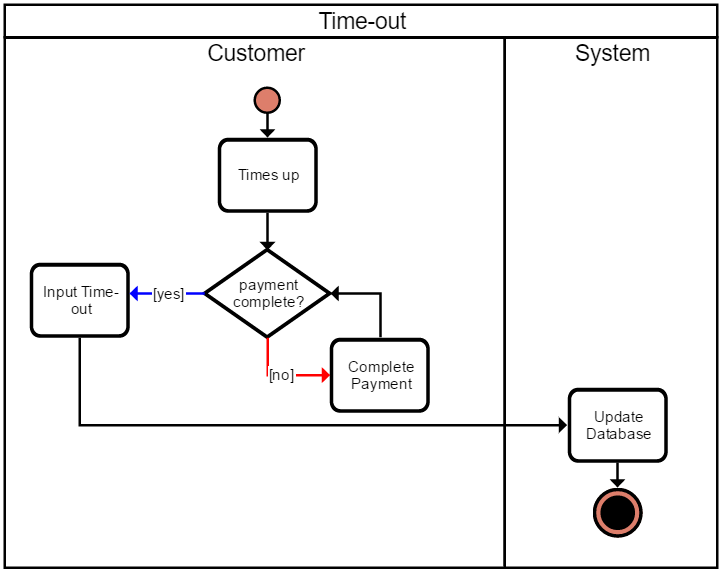 Time-out
Customer
System
Times up
payment
complete?
[yes]
Input Time-
out
[no]
Complete
Payment
Update
Database